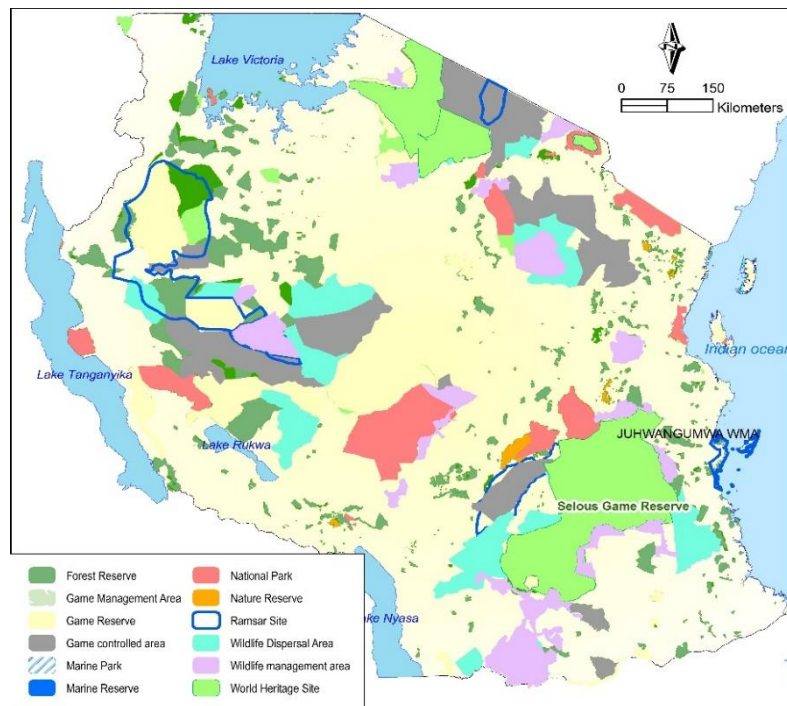 Lake Victoria
0 75 150
Kilometers
Lake Tanganyika
Indian ocean
Lake Rukwa
JUHWANGUMWA WMA
Selous Game Reserve
ake Nyasa
Forest Reserve
Game Management Area
Game Reserve
Game controlled area
Marine Park
Marine Reserve
National Park
Nature Reserve
Ramsar Site
Wildlife Dispersal Area
Wildlife management area
World Heritage Site